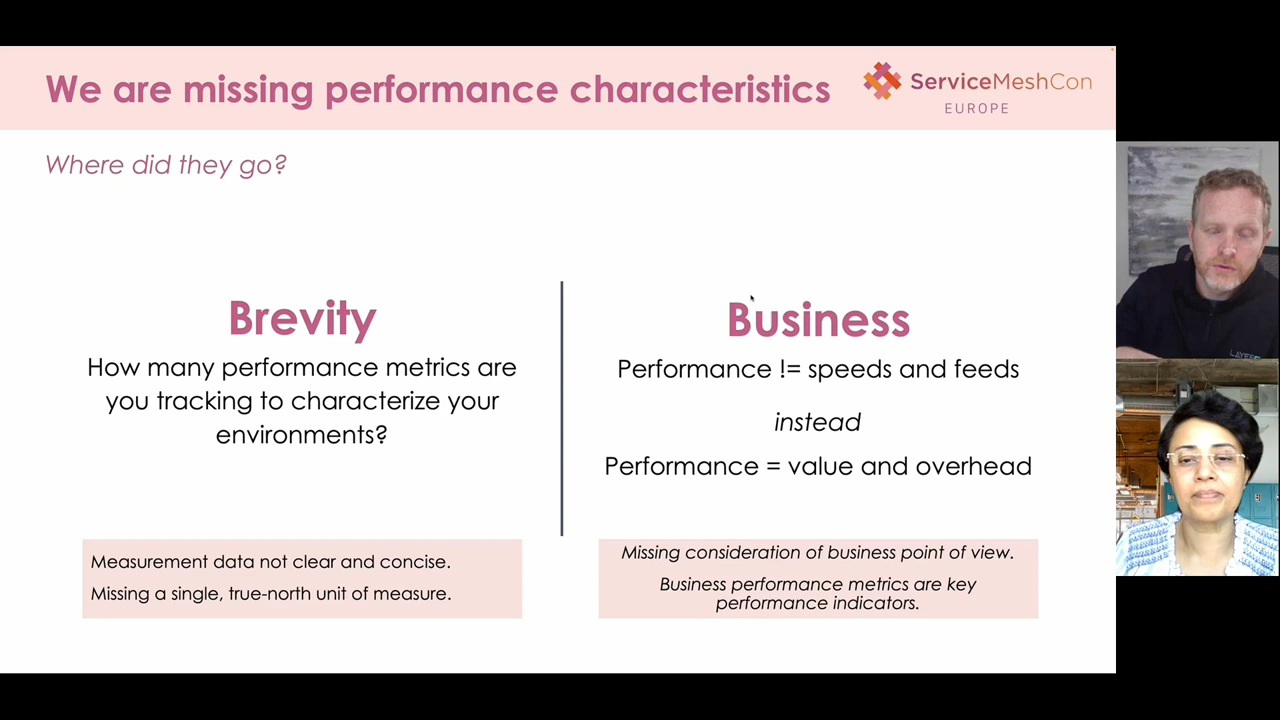 We are missing performance characteristics
ServiceMeshCon
EUROPE
Where did they go?
Brevity
How many performance metrics are
you tracking to characterize your
environments?
Measurement data not clear and concise.
Missing a single, true-north unit of measure.
Business
Performance != speeds and feeds
instead
Performance = value and overhead
Missing consideration of business point of view.
Business performance metrics are key
performance indicators.